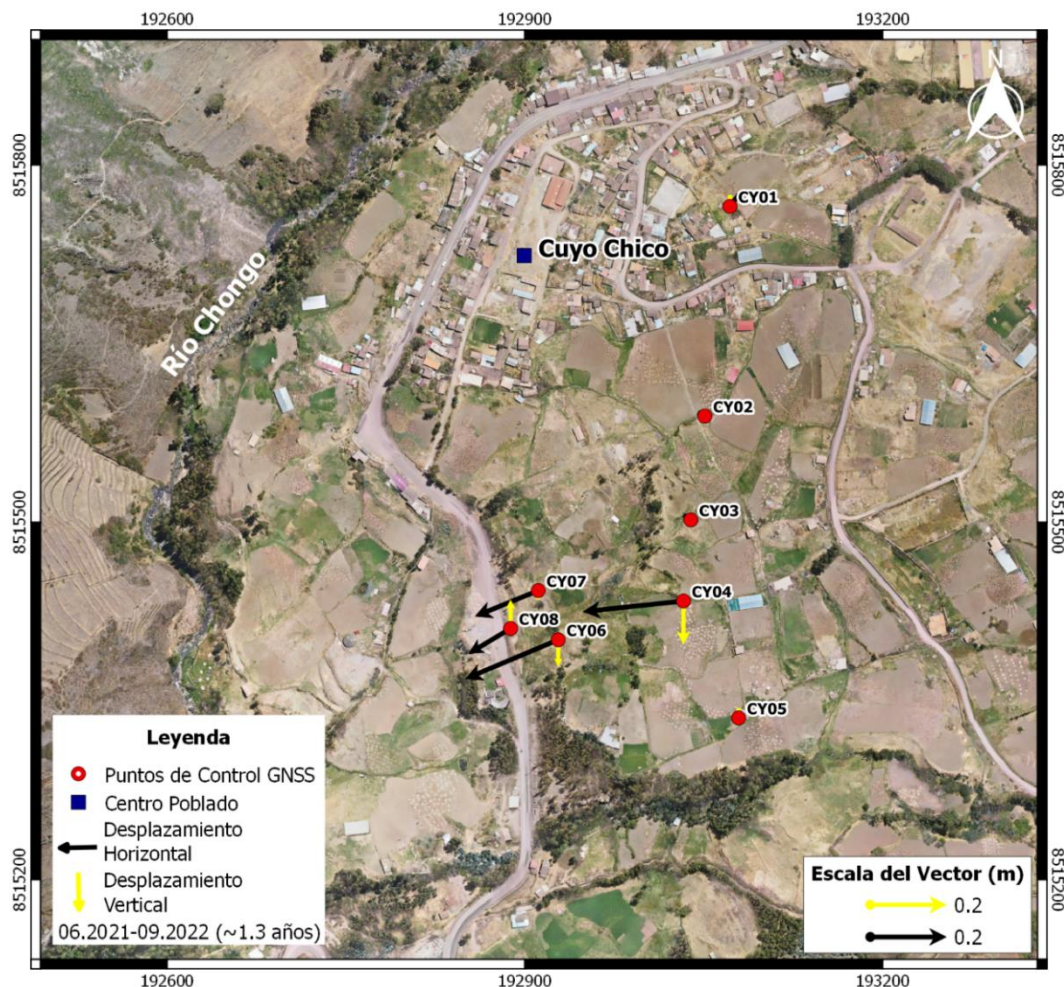 192600 192900 193200
N
8515800 8515800
CY01
Cuyo Chico
Río Chongo
CY02
8515500 8515500
CY03
CY07 CY04
CY08 CY06
CY05
Leyenda
Puntos de Control GNSS
Centro Poblado
Desplazamiento
Horizontal
Desplazamiento
Vertical
06.2021-09.2022 (~1.3 años)
8515200 8515200
Escala del Vector (m)
0.2
0.2
192600 192900 193200